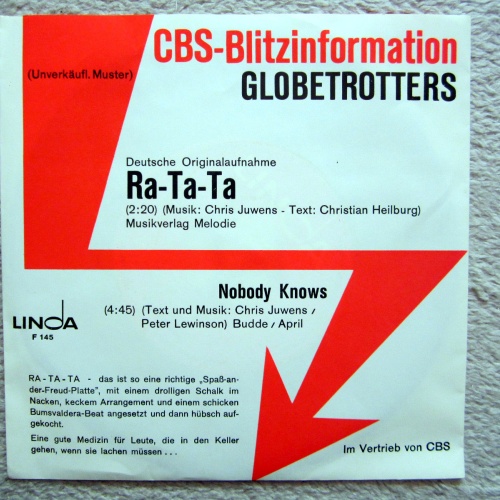 CBS-Blitzinformation
(Unverkäufl. Muster)
GLOBETROTTERS
Deutsche Originalaufnahme
Ra-Ta-Ta
(2:20) (Musik: Chris Juwens - Text: Christian Heilburg)
Musikverlag Melodie
Nobody Knows
(4:45) (Text und Musik: Chris Juwens /
Peter Lewinson) Budde / April
LINDA
F 145
RA-TA-TA - das ist so eine richtige „Spaß-an-
der-Freud-Platte", mit einem drolligen Schalk im
Nacken, keckem Arrangement und einem schicken
Bumsvaldera-Beat angesetzt und dann hübsch auf-
gekocht.
Eine gute Medizin für Leute, die in den Keller
gehen, wenn sie lachen müssen . . .
Im Vertrieb von CBS